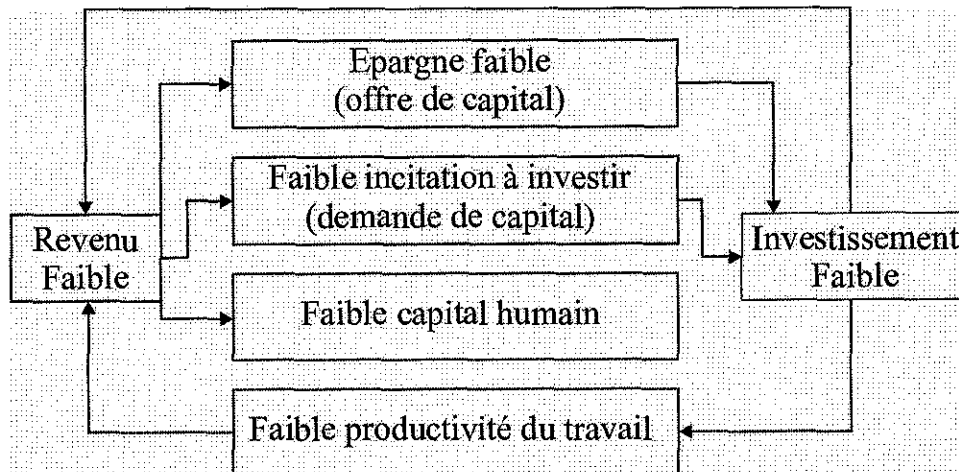 Epargne faible
(offre de capital)
Faible incitation à investir
(demande de capital)
Revenu
Faible
Investissement
Faible
Faible capital humain
Faible productivité du travail